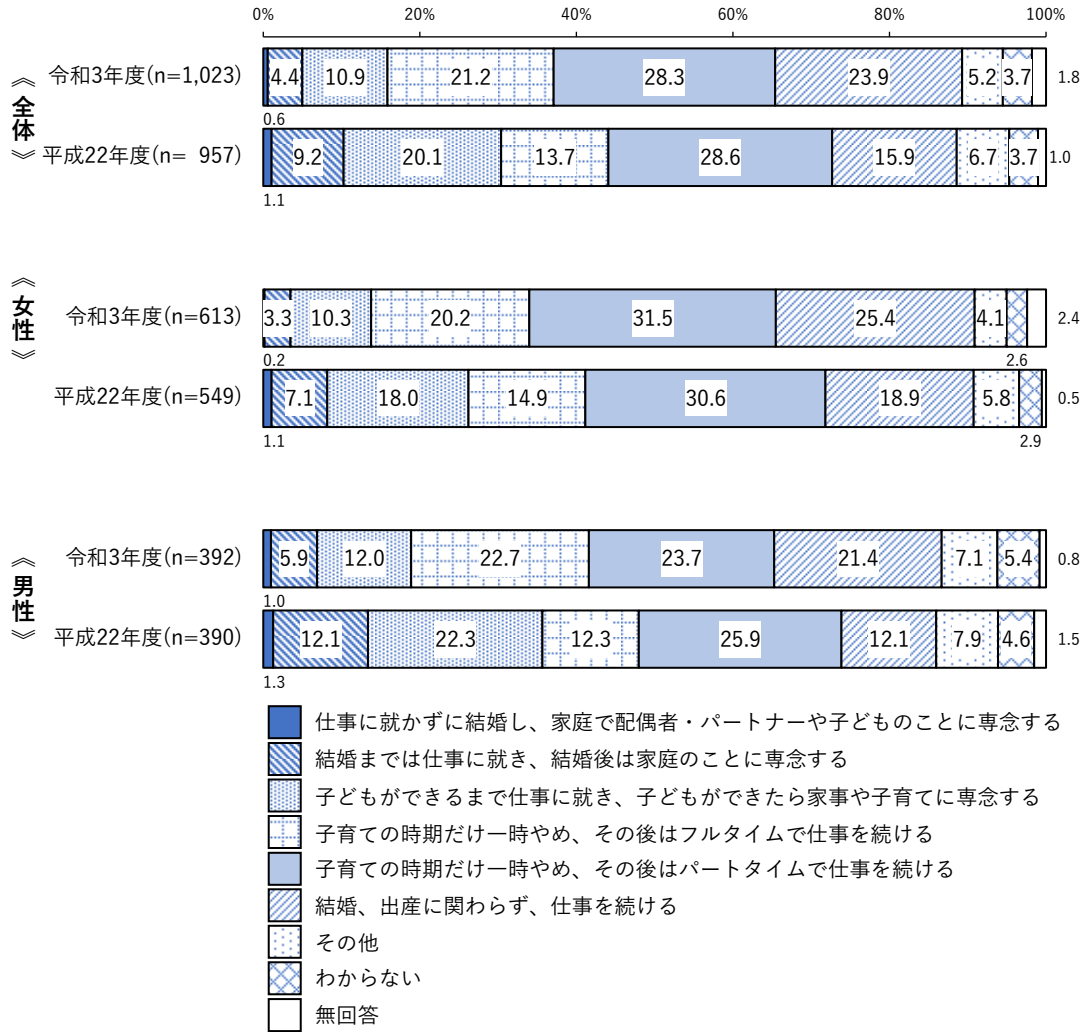 0% 20% 40% 60% 80% 100%
《全体》
令和3年度(n=1,023) 4.4 10.9 21.2 28.3 23.9 5.2 3.7 1.8
0.6
平成22年度(n= 957) 9.2 20.1 13.7 28.6 15.9 6.7 3.7 1.0
1.1
《女性》
令和3年度(n=613) 3.3 10.3 20.2 31.5 25.4 4.1 2.4
0.2 2.6
平成22年度(n=549) 7.1 18.0 14.9 30.6 18.9 5.8 0.5
1.1 2.9
《男性》
令和3年度(n=392) 5.9 12.0 22.7 23.7 21.4 7.1 5.4 0.8
1.0
平成22年度(n=390) 12.1 22.3 12.3 25.9 12.1 7.9 4.6 1.5
1.3
仕事に就かずに結婚し、家庭で配偶者・パートナーや子どものことに専念する
結婚までは仕事に就き、結婚後は家庭のことに専念する
子どもができるまで仕事に就き、子どもができたら家事や子育てに専念する
子育ての時期だけ一時やめ、その後はフルタイムで仕事を続ける
子育ての時期だけ一時やめ、その後はパートタイムで仕事を続ける
結婚、出産に関わらず、仕事を続ける
その他
わからない
無回答